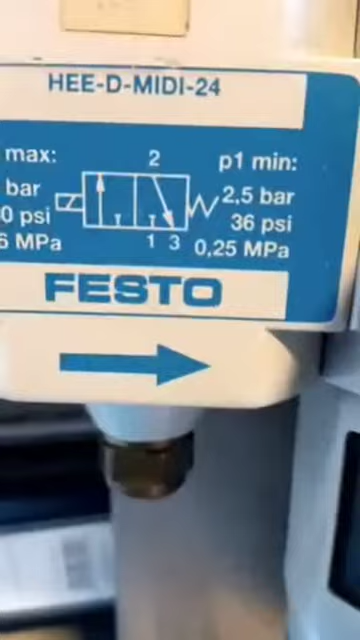 HEE-D-MIDI-24
max:
2
p1 min:
bar
2,5 bar
0 psi
36 psi
6 MPa
1 3
0,25 MPa
FESTO